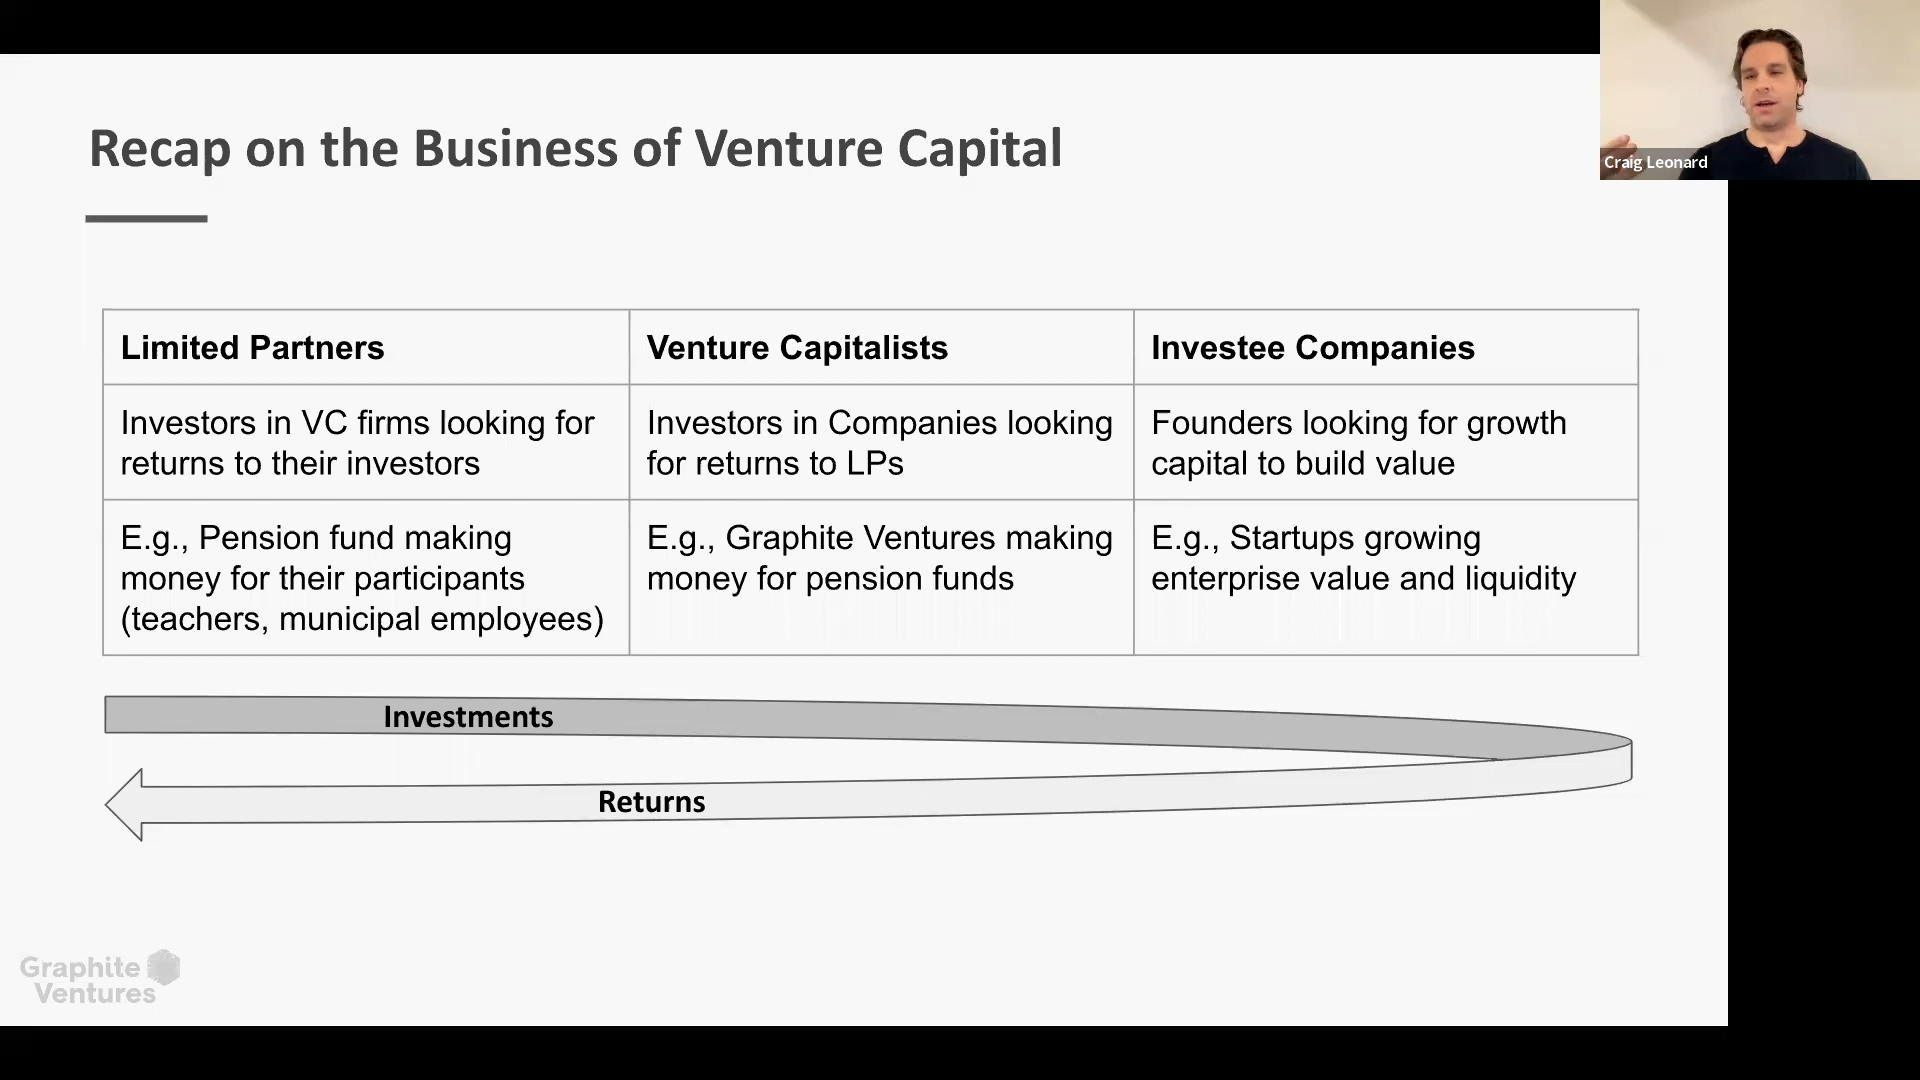 Recap on the Business of Venture Capital
Craig Leonard
Limited Partners
Venture Capitalists
Investee Companies
Investors in VC firms looking for
returns to their investors
Investors in Companies looking
for returns to LPs
Founders looking for growth
capital to build value
E.g., Pension fund making
money for their participants
(teachers, municipal employees)
E.g., Graphite Ventures making
money for pension funds
E.g., Startups growing
enterprise value and liquidity
Investments
Returns
Graphite
Ventures